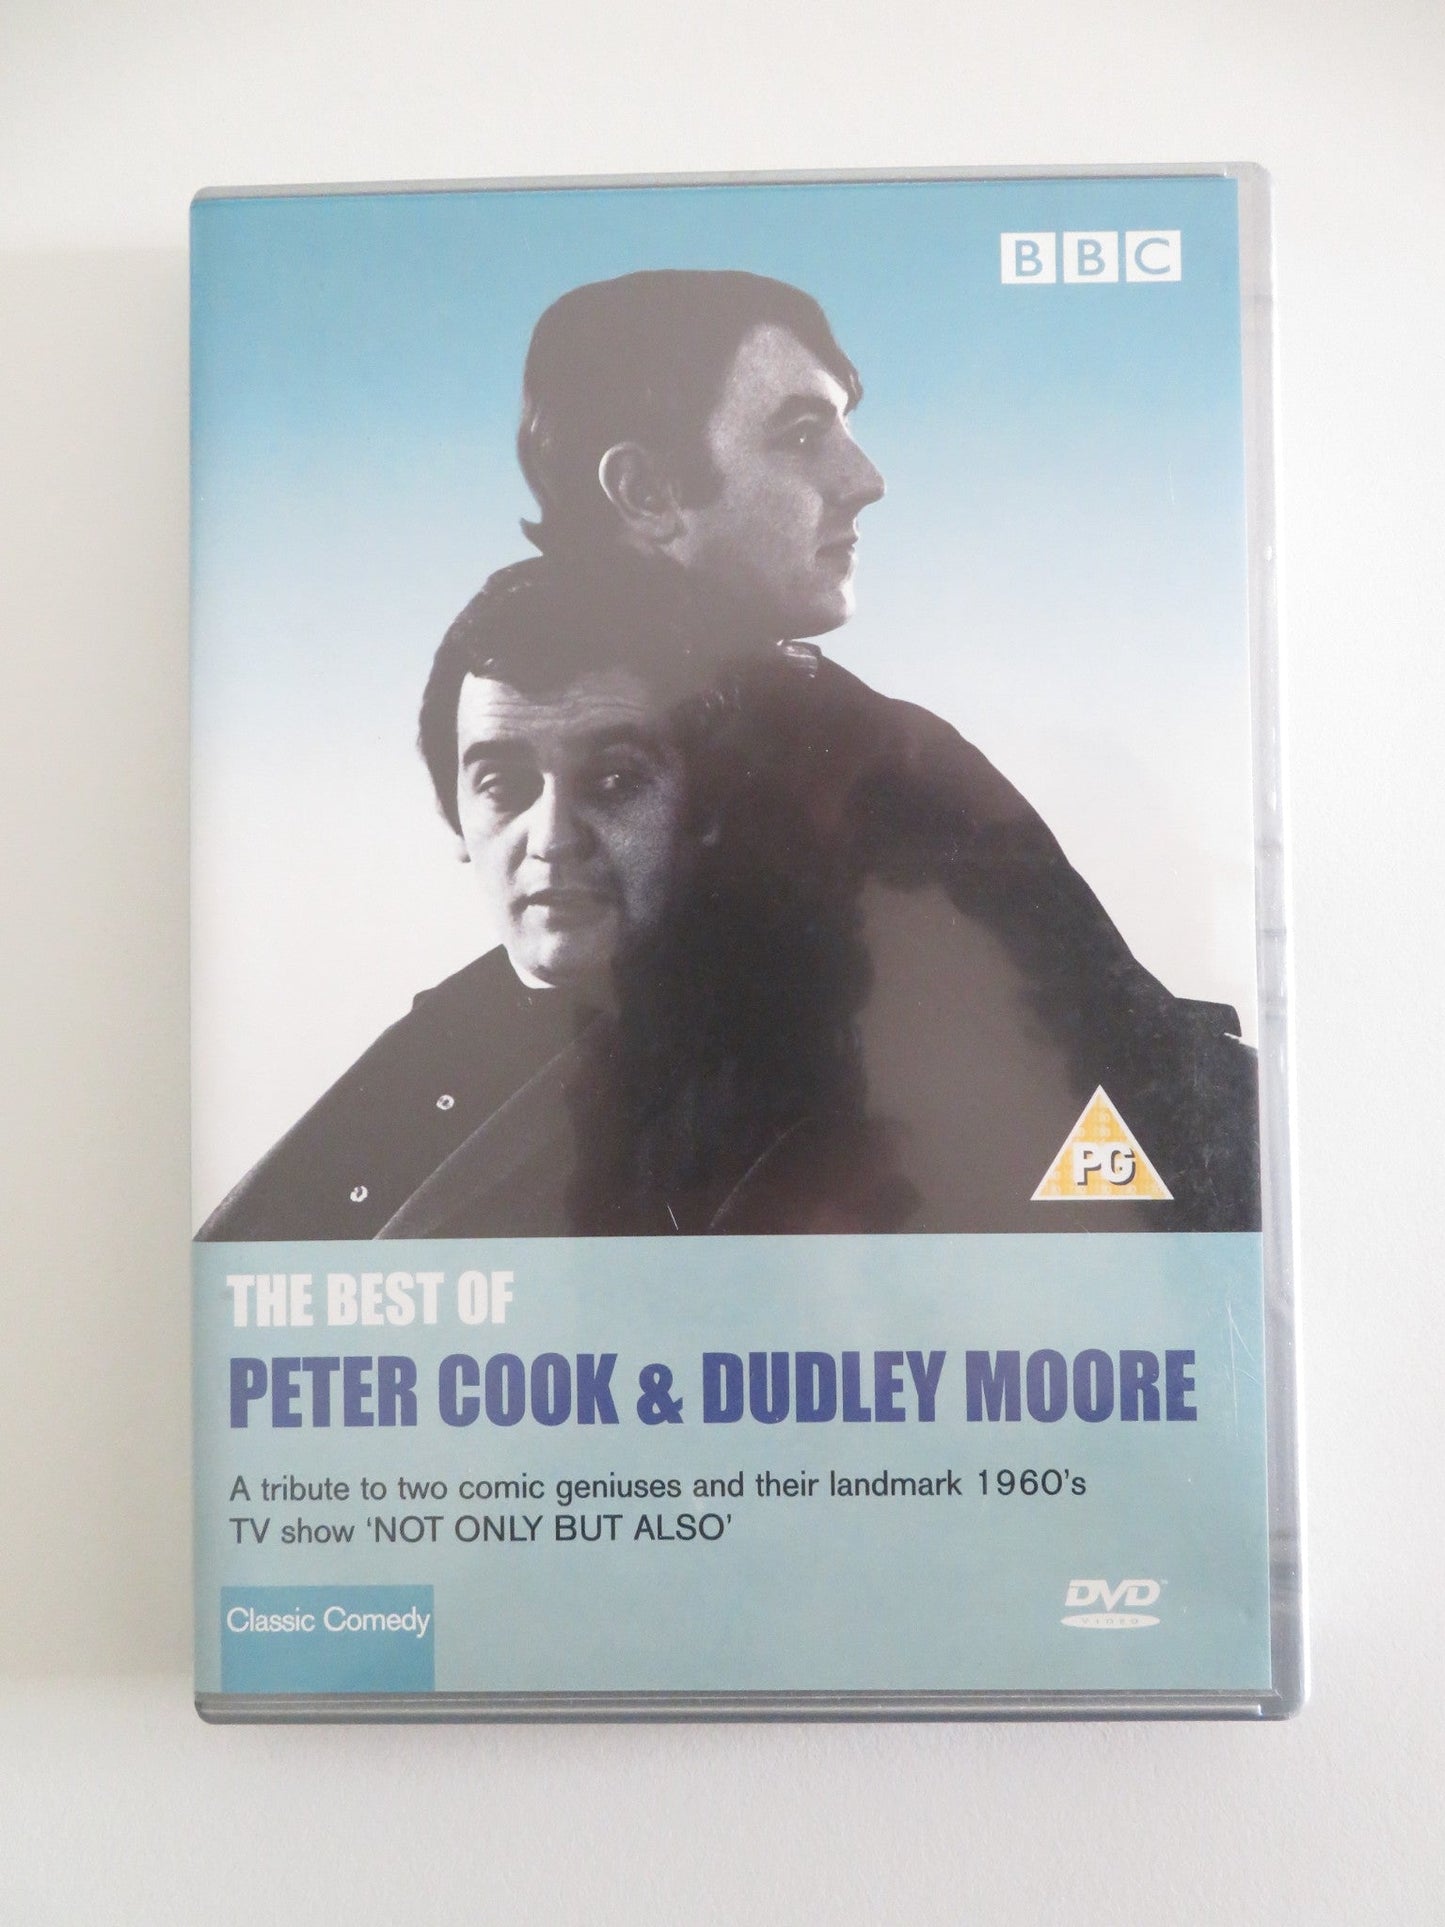 BBC
PG
THE BEST OF
PETER COOK & DUDLEY MOORE
A tribute to two comic geniuses and their landmark 1960's
TV show 'NOT ONLY BUT ALSO'
Classic Comedy
DVD™
VIDEO